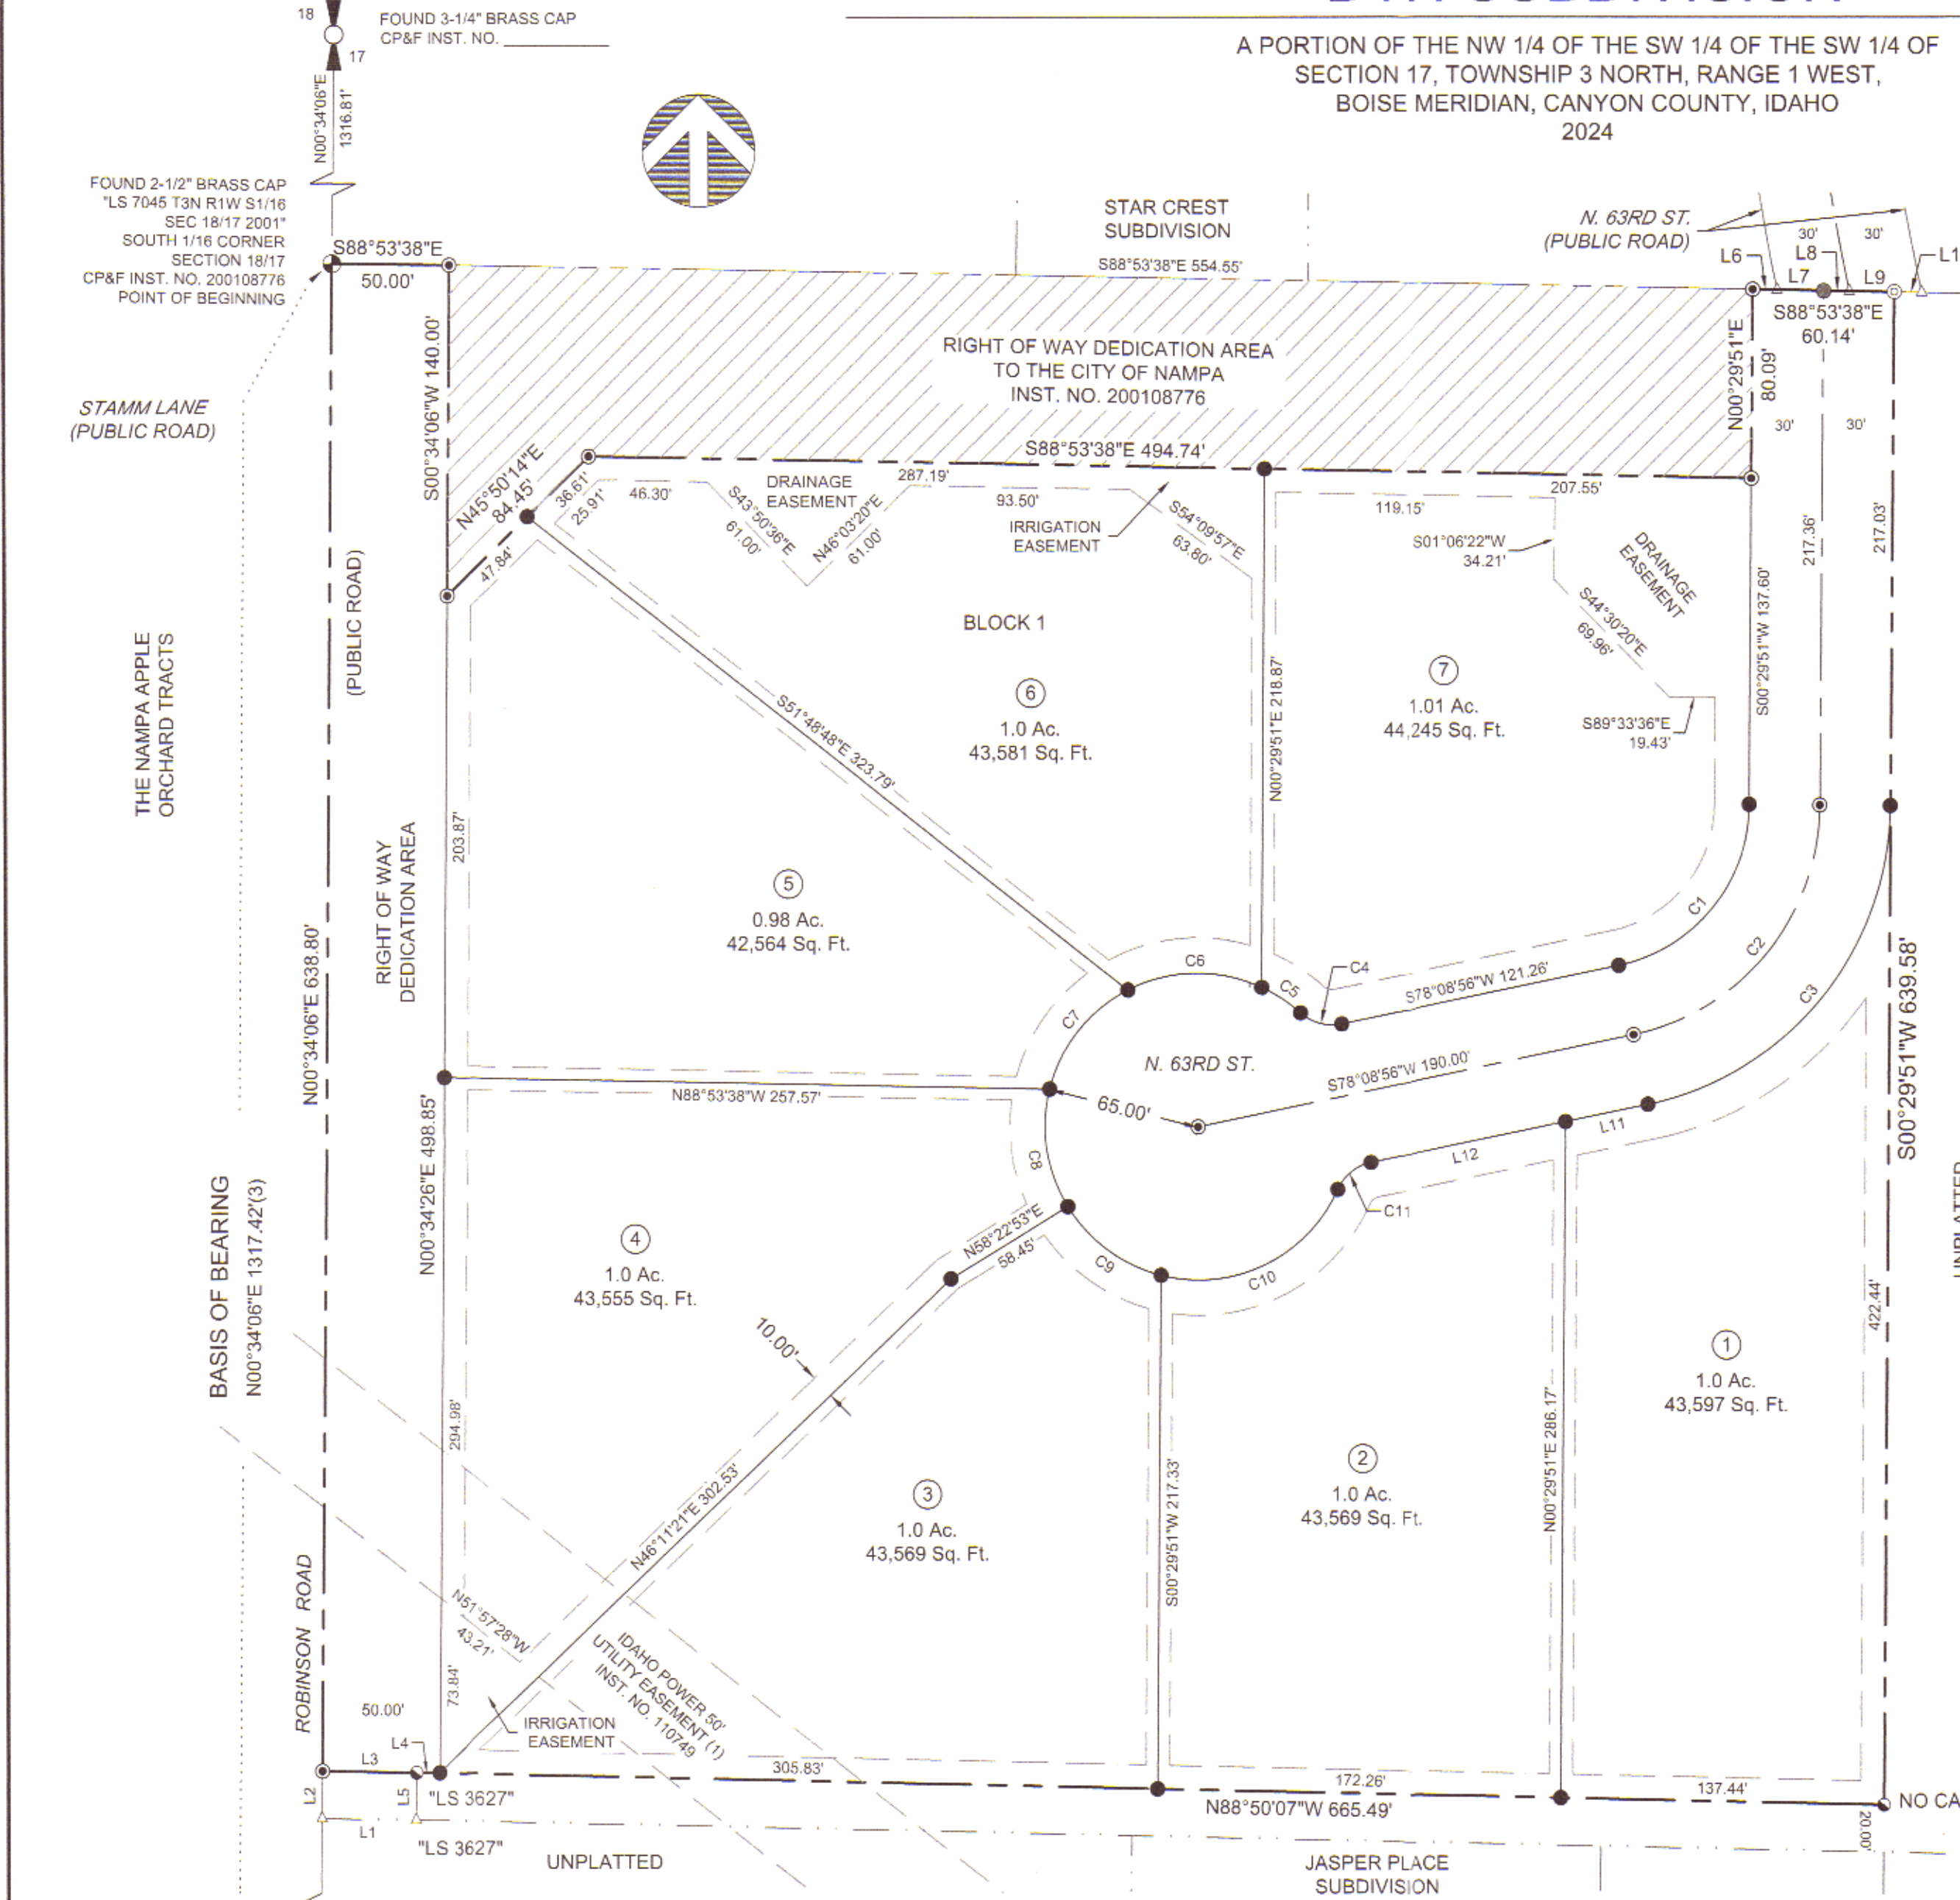 A PORTION OF THE NW 1/4 OF THE SW 1/4 OF THE SW 1/4 OF
SECTION 17, TOWNSHIP 3 NORTH, RANGE 1 WEST,
BOISE MERIDIAN, CANYON COUNTY, IDAHO
2024
18
17
FOUND 3-1/4" BRASS CAP
CP&F INST. NO.
N00°34'06"E
1316.81'
FOUND 2-1/2" BRASS CAP
"LS 7045 T3N R1W S1/16
SEC 18/17 2001"
SOUTH 1/16 CORNER
SECTION 18/17
CP&F INST. NO. 200108776
POINT OF BEGINNING
S88°53'38"E
50.00'
STAR CREST
SUBDIVISION
S88°53'38"E 554.55'
N. 63RD ST.
(PUBLIC ROAD)
30'
30'
L6
L7
L8
L9
L1
S88°53'38"E
60.14'
RIGHT OF WAY DEDICATION AREA
TO THE CITY OF NAMPA
INST. NO. 200108776
N00°29'51"E
80.09'
30'
30'
STAMM LANE
(PUBLIC ROAD)
S00°34'06"W 140.00'
N45°50'14"E
84.45'
36.61'
25.91'
47.84'
S88°53'38"E 494.74'
46.30'
DRAINAGE
EASEMENT
287.19'
93.50'
S43°50'36"E
61.00'
N46°03'20"E
61.00'
IRRIGATION
EASEMENT
S54°09'57"E
63.80'
207.55'
119.15'
S01°06'22"W
34.21'
DRAINAGE
EASEMENT
S44°30'20"E
69.96'
S89°33'36"E
19.43'
S00°29'51"W 137.60'
217.36'
217.03'
THE NAMPA APPLE
ORCHARD TRACTS
(PUBLIC ROAD)
BLOCK 1
6
1.0 Ac.
43,581 Sq. Ft.
7
1.01 Ac.
44,245 Sq. Ft.
S51°48'48"E 323.79'
N00°29'51"E 218.87'
203.87'
RIGHT OF WAY
DEDICATION AREA
5
0.98 Ac.
42,564 Sq. Ft.
N00°34'06"E 638.80'
C1
C2
C3
C4
C5
C6
C7
S78°08'56"W 121.26'
N. 63RD ST.
S78°08'56"W 190.00'
65.00'
S00°29'51"W 639.58'
N88°53'38"W 257.57'
N00°34'26"E 498.85'
C8
C9
C10
C11
L11
L12
BASIS OF BEARING
N00°34'06"E 1317.42'(3)
4
1.0 Ac.
43,555 Sq. Ft.
N58°22'53"E
58.45'
10.00'
422.44'
1
1.0 Ac.
43,597 Sq. Ft.
294.98'
N46°11'21"E 302.53'
3
1.0 Ac.
43,569 Sq. Ft.
S00°29'51"W 217.33'
2
1.0 Ac.
43,569 Sq. Ft.
N00°29'51"E 286.17'
ROBINSON ROAD
N51°57'28"W
43.21'
IDAHO POWER 50'
UTILITY EASEMENT (1)
INST. NO. 110749
73.84'
50.00'
IRRIGATION
EASEMENT
L3
L4
L2
L5
L1
"LS 3627"
"LS 3627"
305.83'
172.26'
137.44'
N88°50'07"W 665.49'
NO CA
20.00'
UNPLATTED
JASPER PLACE
SUBDIVISION